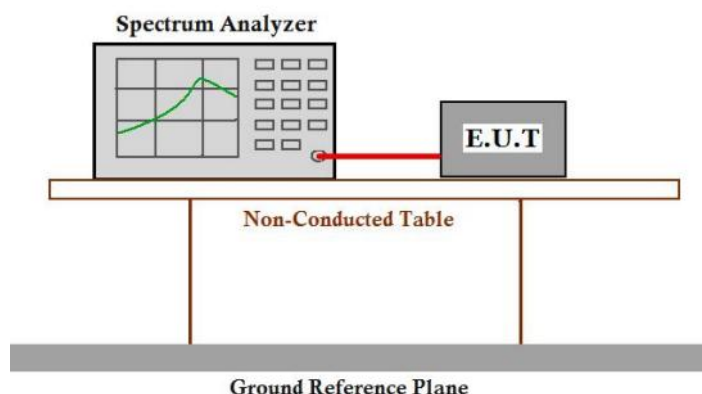 Spectrum Analyzer
E.U.T
Non-Conducted Table
Ground Reference Plane